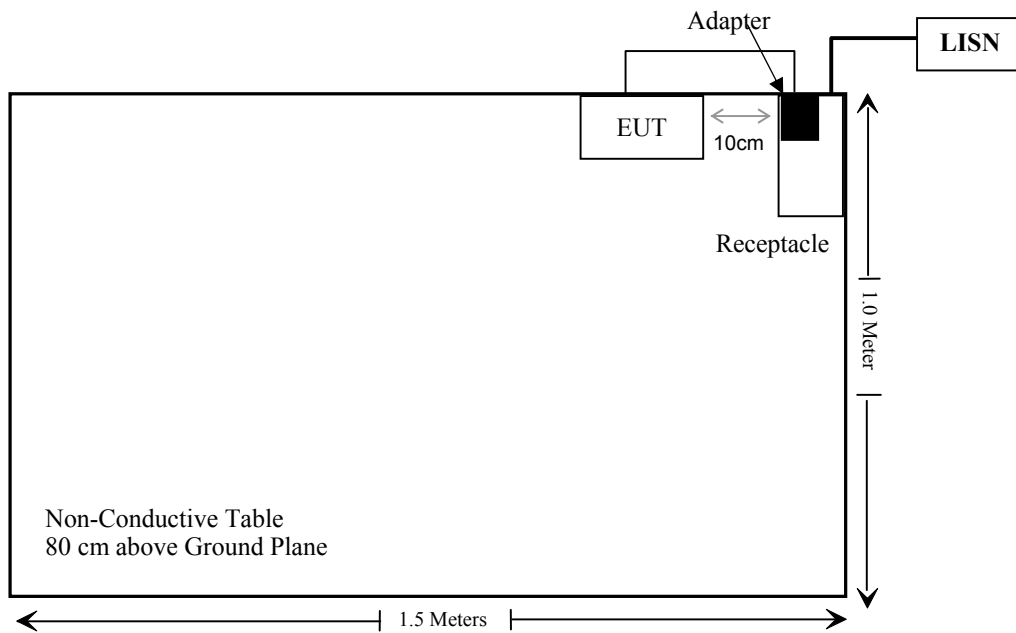 Adapter
LISN
EUT
10cm
Receptacle
1.0 Meter
Non-Conductive Table
80 cm above Ground Plane
1.5 Meters